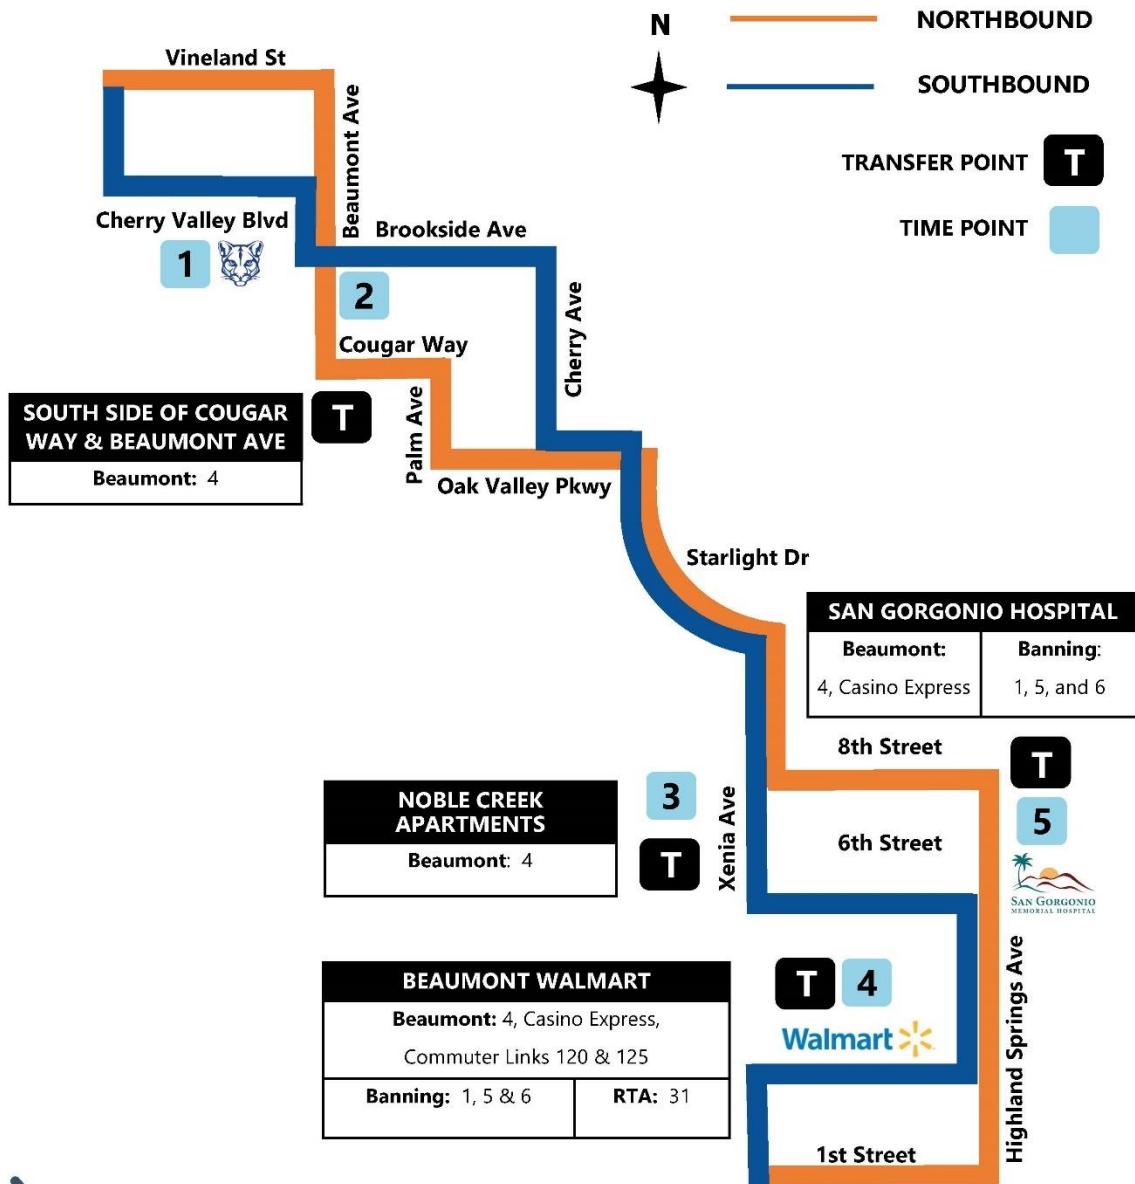 N
NORTHBOUND
SOUTHBOUND
TRANSFER POINT T
TIME POINT
Vineland St
Beaumont Ave
Cherry Valley Blvd
1
Brookside Ave
2
Cougar Way
Cherry Ave
SOUTH SIDE OF COUGAR
WAY & BEAUMONT AVE
Beaumont: 4
T
Palm Ave
Oak Valley Pkwy
Starlight Dr
SAN GORGONIO HOSPITAL
Beaumont:
4, Casino Express
Banning:
1, 5, and 6
8th Street
T
5
SAN GORGONIO
MEMORIAL HOSPITAL
NOBLE CREEK
APARTMENTS
Beaumont: 4
3
T
Xenia Ave
6th Street
BEAUMONT WALMART
Beaumont: 4, Casino Express,
Commuter Links 120 & 125
Banning: 1, 5 & 6
RTA: 31
T 4
Walmart
Highland Springs Ave
1st Street